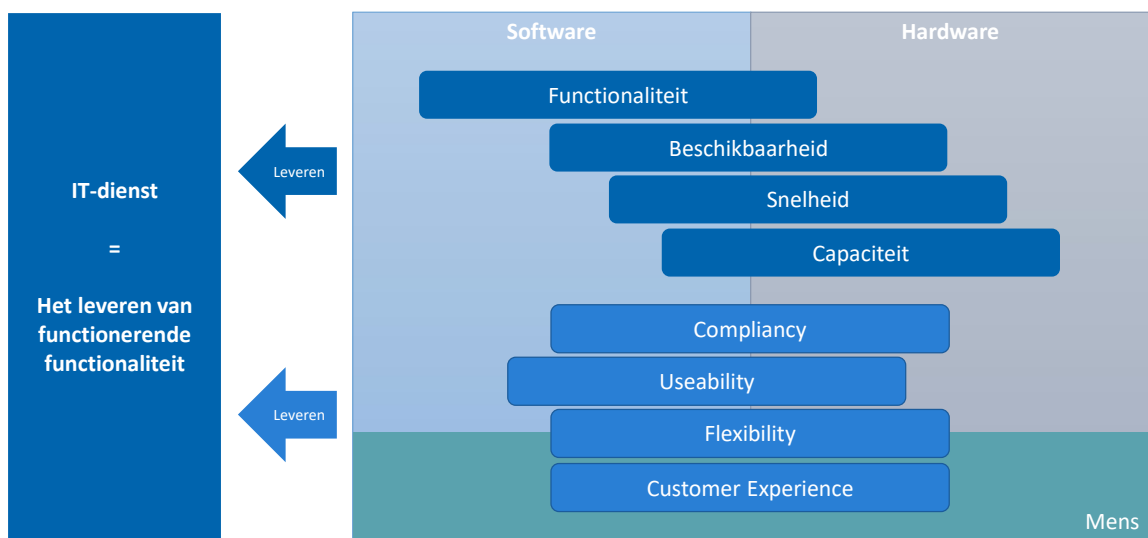 IT-dienst
=
Het leveren van
functionerende
functionaliteit
Leveren
Leveren
Software
Hardware
Functionaliteit
Beschikbaarheid
Snelheid
Capaciteit
Compliancy
Useability
Flexibility
Customer Experience
Mens